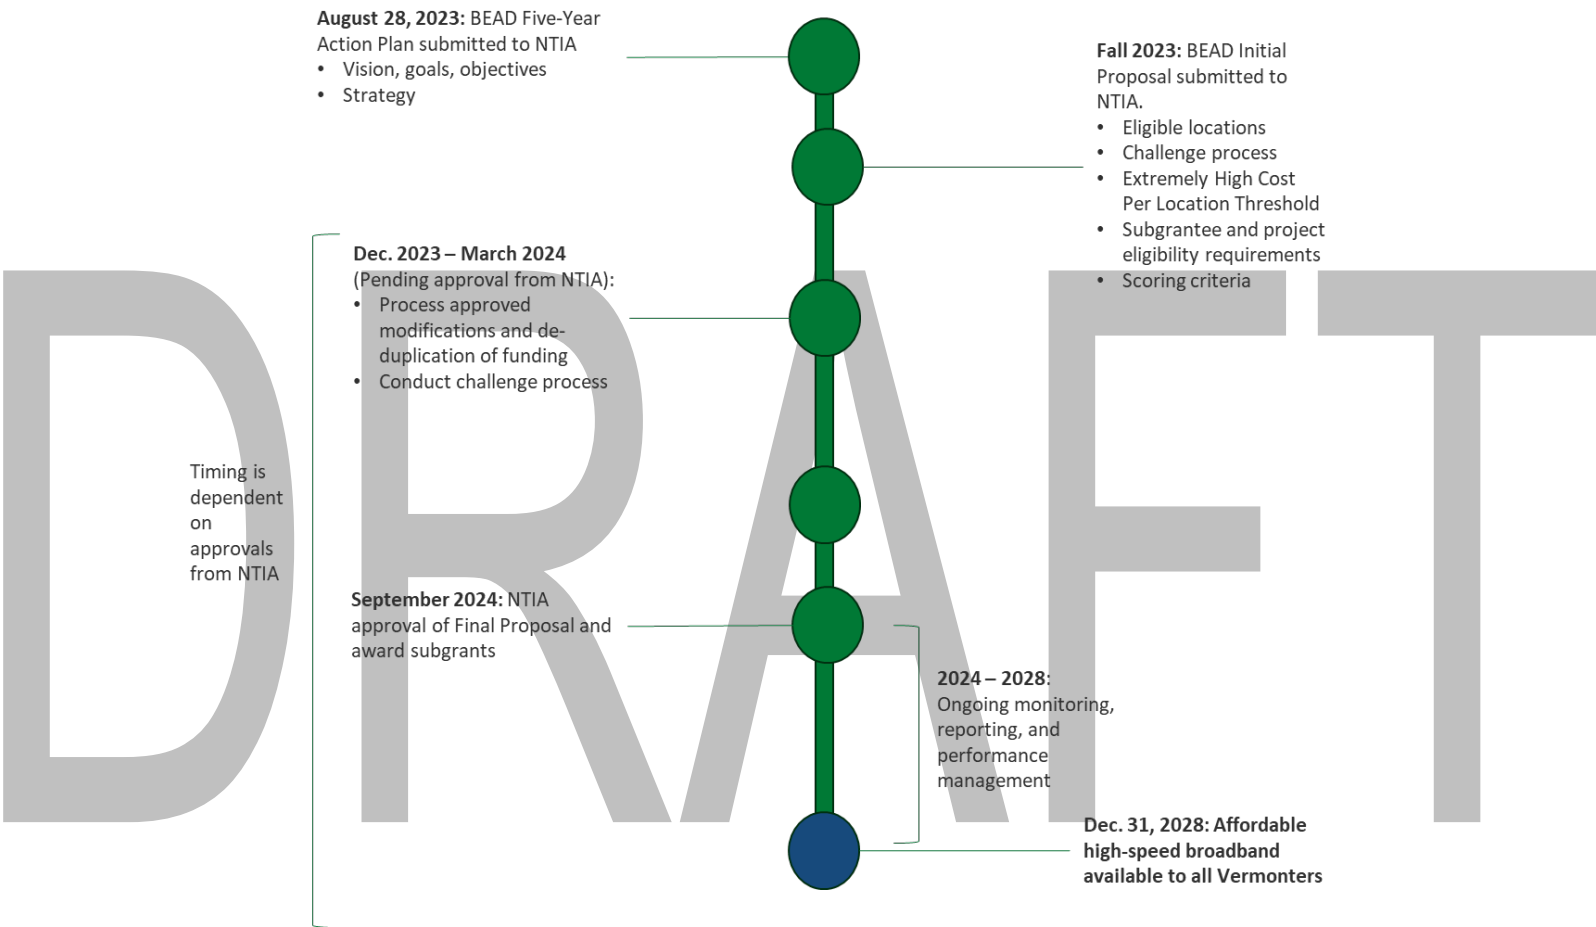 August 28, 2023: BEAD Five-Year
Action Plan submitted to NTIA
• Vision, goals, objectives
• Strategy
Fall 2023: BEAD Initial
Proposal submitted to
NTIA.
• Eligible locations
• Challenge process
• Extremely High Cost
Per Location Threshold
• Subgrantee and project
eligibility requirements
• Scoring criteria
Dec. 2023 – March 2024
(Pending approval from NTIA):
• Process approved
modifications and de-
duplication of funding
• Conduct challenge process
Timing is
dependent
on
approvals
from NTIA
September 2024: NTIA
approval of Final Proposal and
award subgrants
2024 – 2028:
Ongoing monitoring,
reporting, and
performance
management
Dec. 31, 2028: Affordable
high-speed broadband
available to all Vermonters
DRAFT